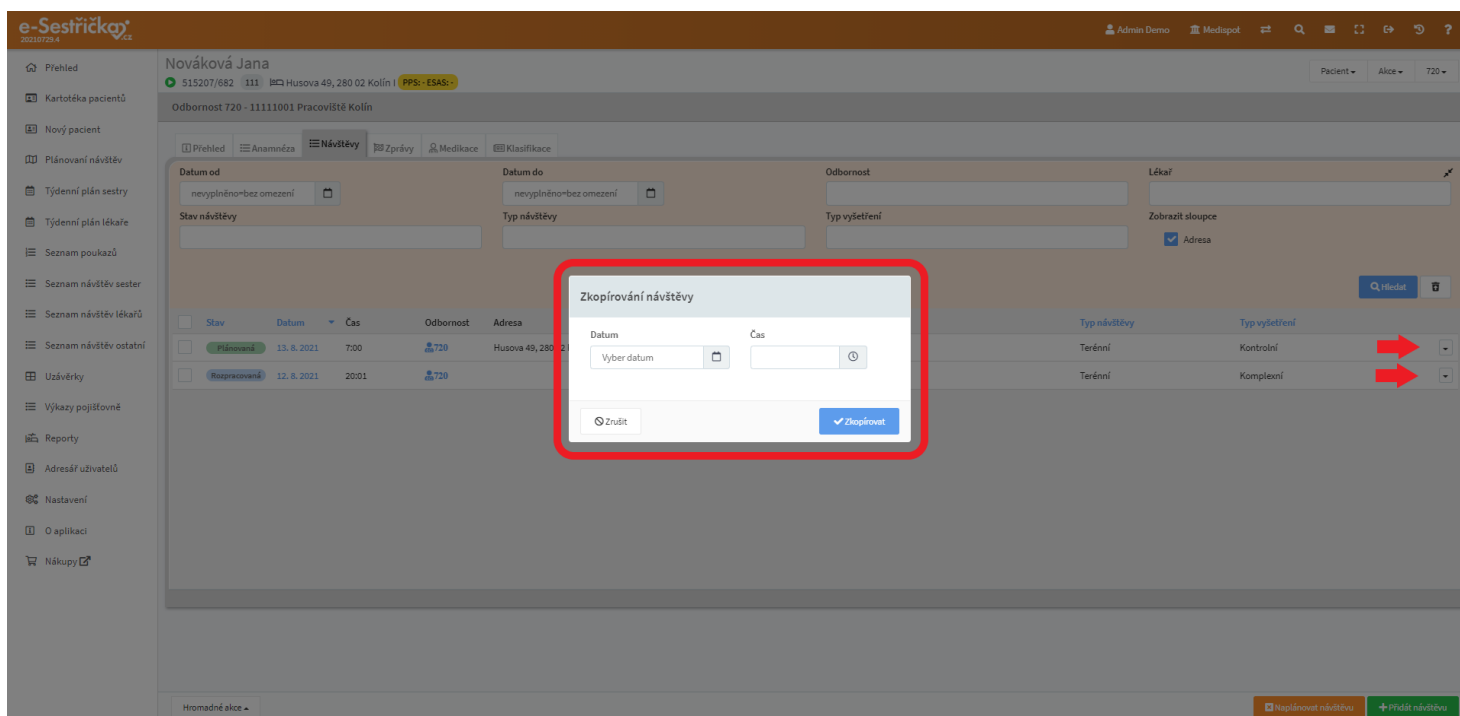 e-Sestřička.cz
20210729.4
Admin Demo Medispot
Přehled
Kartotéka pacientů
Nový pacient
Plánovaní návštěv
Týdenní plán sestry
Týdenní plán lékaře
Seznam poukazů
Seznam návštěv sester
Seznam návštěv lékařů
Seznam návštěv ostatní
Uzávěrky
Výkazy pojišťovně
Reporty
Adresář uživatelů
Nastavení
O aplikaci
Nákupy
Nováková Jana
515207/682 111 Husova 49, 280 02 Kolín I PPS: - ESAS: -
Pacient Akce 720
Odbornost 720 - 11111001 Pracoviště Kolín
Přehled Anamnéza Návštěvy Zprávy Medikace Klasifikace
Datum od Datum do Odbornost Lékař
nevyplněno=bez omezení nevyplněno=bez omezení
Stav návštěvy Typ návštěvy Typ vyšetření Zobrazit sloupce
Adresa
Hledat
Stav Datum Čas Odbornost Adresa Typ návštěvy Typ vyšetření
Plánovaná 13. 8. 2021 7:00 720 Husova 49, 280 02 Terénní Kontrolní
Rozpracovaná 12. 8. 2021 20:01 720 Terénní Komplexní
Zkopírování návštěvy
Datum Čas
Vyber datum
Zrušit Zkopírovat
Hromadné akce Naplánovat návštěvu Přidát návštěvu